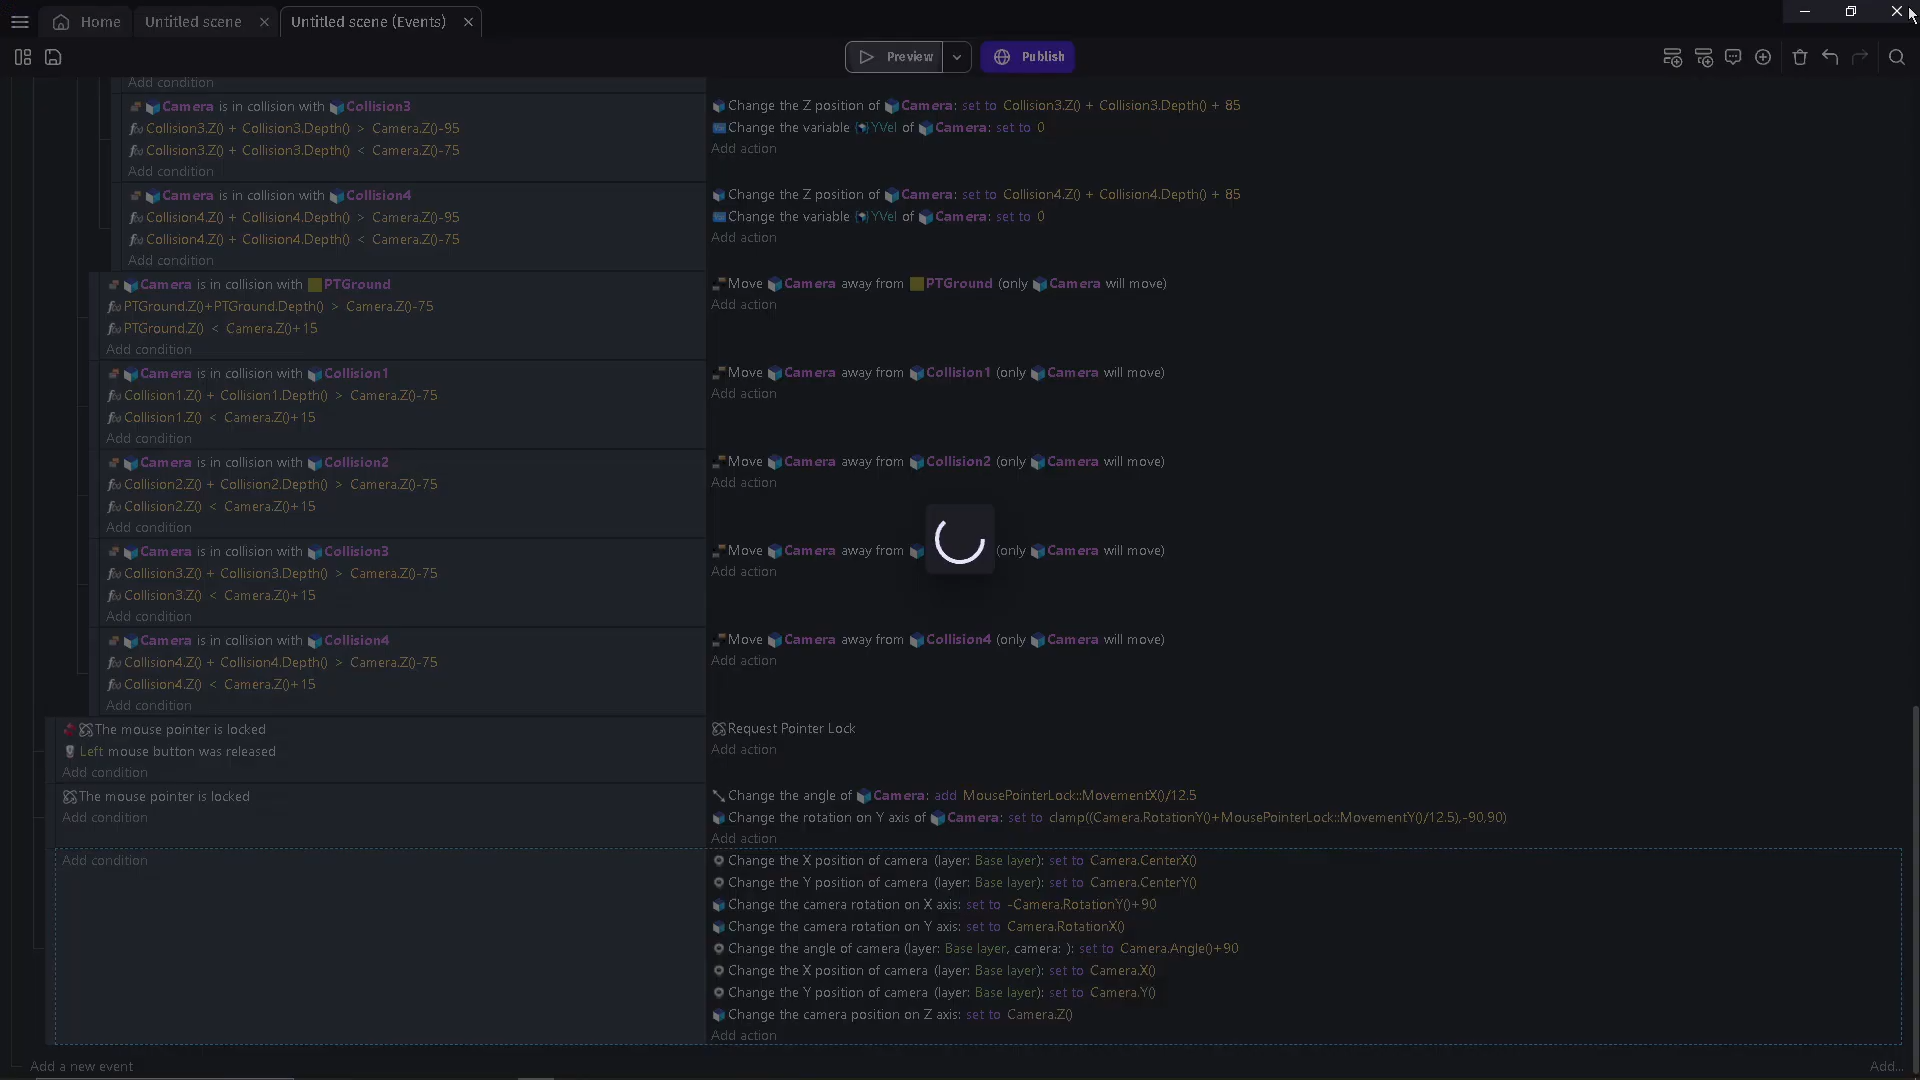 Home
Untitled scene
Untitled scene (Events)
Preview
Publish
Add condition
Camera is in collision with Collision3
Collision3.Z() + Collision3.Depth() > Camera.Z()-95
Collision3.Z() + Collision3.Depth() < Camera.Z()-75
Add condition
Change the Z position of Camera: set to Collision3.Z() + Collision3.Depth() + 85
Change the variable YVel of Camera: set to 0
Add action
Camera is in collision with Collision4
Collision4.Z() + Collision4.Depth() > Camera.Z()-95
Collision4.Z() + Collision4.Depth() < Camera.Z()-75
Add condition
Change the Z position of Camera: set to Collision4.Z() + Collision4.Depth() + 85
Change the variable YVel of Camera: set to 0
Add action
Camera is in collision with PTGround
PTGround.Z()+PTGround.Depth() > Camera.Z()-75
PTGround.Z() < Camera.Z()+15
Add condition
Move Camera away from PTGround (only Camera will move)
Add action
Camera is in collision with Collision1
Collision1.Z() + Collision1.Depth() > Camera.Z()-75
Collision1.Z() < Camera.Z()+15
Add condition
Move Camera away from Collision1 (only Camera will move)
Add action
Camera is in collision with Collision2
Collision2.Z() + Collision2.Depth() > Camera.Z()-75
Collision2.Z() < Camera.Z()+15
Add condition
Move Camera away from Collision2 (only Camera will move)
Add action
Camera is in collision with Collision3
Collision3.Z() + Collision3.Depth() > Camera.Z()-75
Collision3.Z() < Camera.Z()+15
Add condition
Move Camera away from (only Camera will move)
Add action
Camera is in collision with Collision4
Collision4.Z() + Collision4.Depth() > Camera.Z()-75
Collision4.Z() < Camera.Z()+15
Add condition
Move Camera away from Collision4 (only Camera will move)
Add action
The mouse pointer is locked
Left mouse button was released
Add condition
Request Pointer Lock
Add action
The mouse pointer is locked
Add condition
Change the angle of Camera: add MousePointerLock::MovementX()/12.5
Change the rotation on Y axis of Camera: set to clamp((Camera.RotationY()+MousePointerLock::MovementY()/12.5),-90,90)
Add action
Add condition
Change the X position of camera (layer: Base layer): set to Camera.CenterX()
Change the Y position of camera (layer: Base layer): set to Camera.CenterY()
Change the camera rotation on X axis: set to -Camera.RotationY()+90
Change the camera rotation on Y axis: set to Camera.RotationX()
Change the angle of camera (layer: Base layer, camera: ): set to Camera.Angle()+90
Change the X position of camera (layer: Base layer): set to Camera.X()
Change the Y position of camera (layer: Base layer): set to Camera.Y()
Change the camera position on Z axis: set to Camera.Z()
Add action
Add a new event
Add...